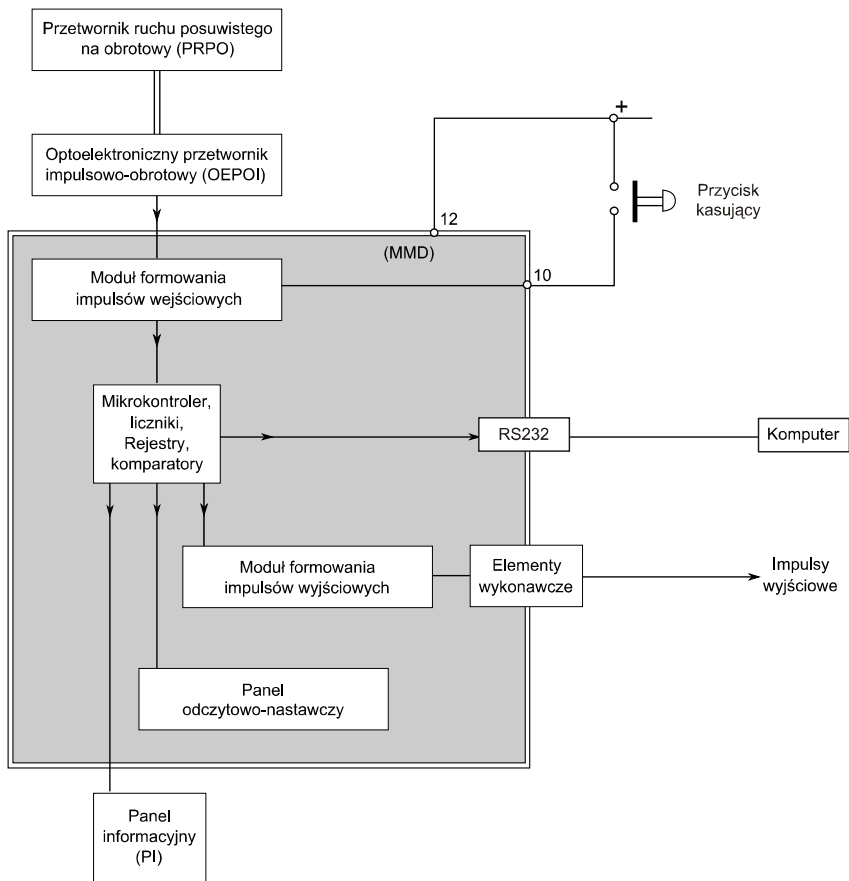 Przetwornik ruchu posuwistego
na obrotowy (PRPO)
Optoelektroniczny przetwornik
impulsowo-obrotowy (OEPOI)
+
Przycisk
kasujący
12
(MMD)
10
Moduł formowania
impulsów wejściowych
Mikrokontroler,
liczniki,
Rejestry,
komparatory
RS232
Komputer
Moduł formowania
impulsów wyjściowych
Elementy
wykonawcze
Impulsy
wyjściowe
Panel
odczytowo-nastawczy
Panel
informacyjny
(PI)